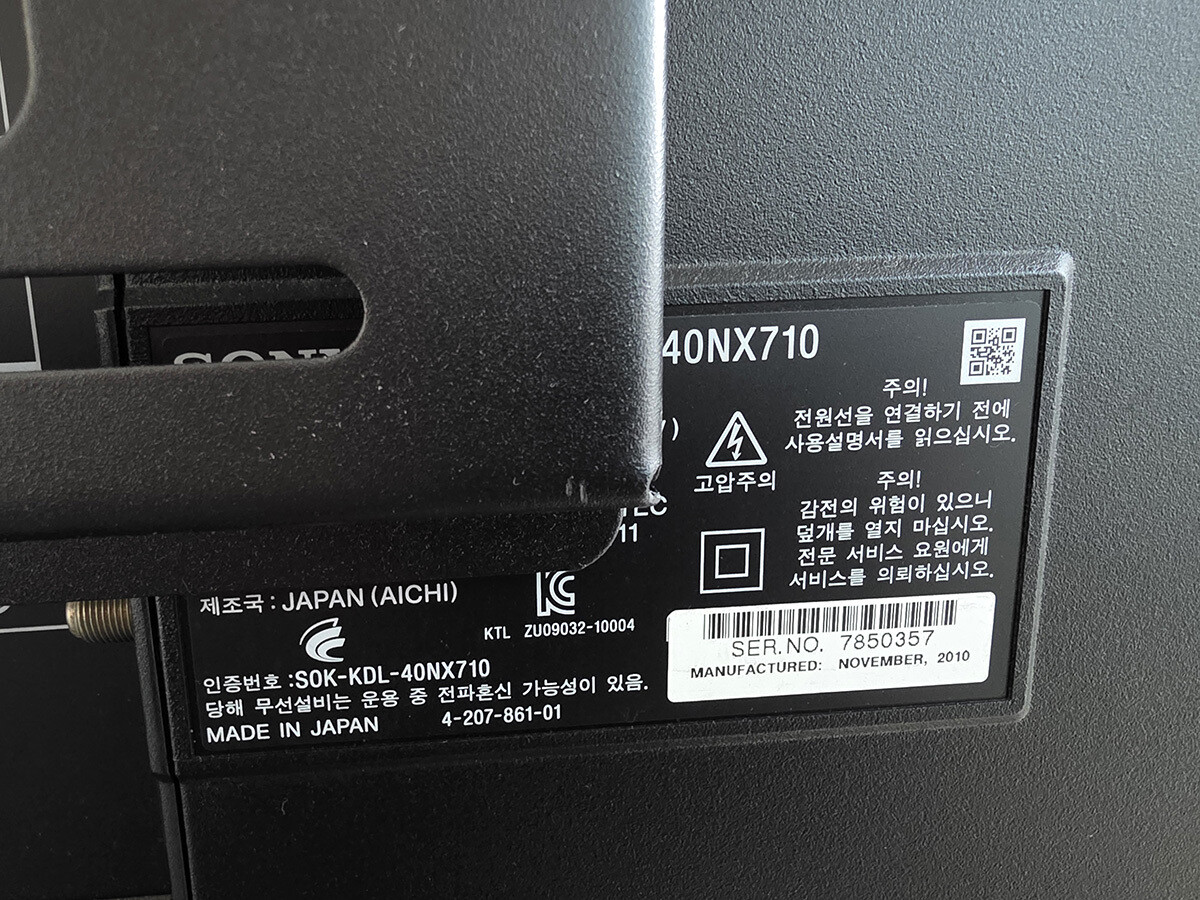 SONY
40NX710
주의!
전원선을 연결하기 전에
사용설명서를 읽으십시오.
고압주의
주의!
감전의 위험이 있으니
덮개를 열지 마십시오.
전문 서비스 요원에게
서비스를 의뢰하십시오.
11
제조국 : JAPAN (AICHI)
KTL ZU09032-10004
인증번호 :SOK-KDL-40NX710
당해 무선설비는 운용 중 전파혼신 가능성이 있음.
MADE IN JAPAN 4-207-861-01
SER.NO. 7850357
MANUFACTURED: NOVEMBER, 2010